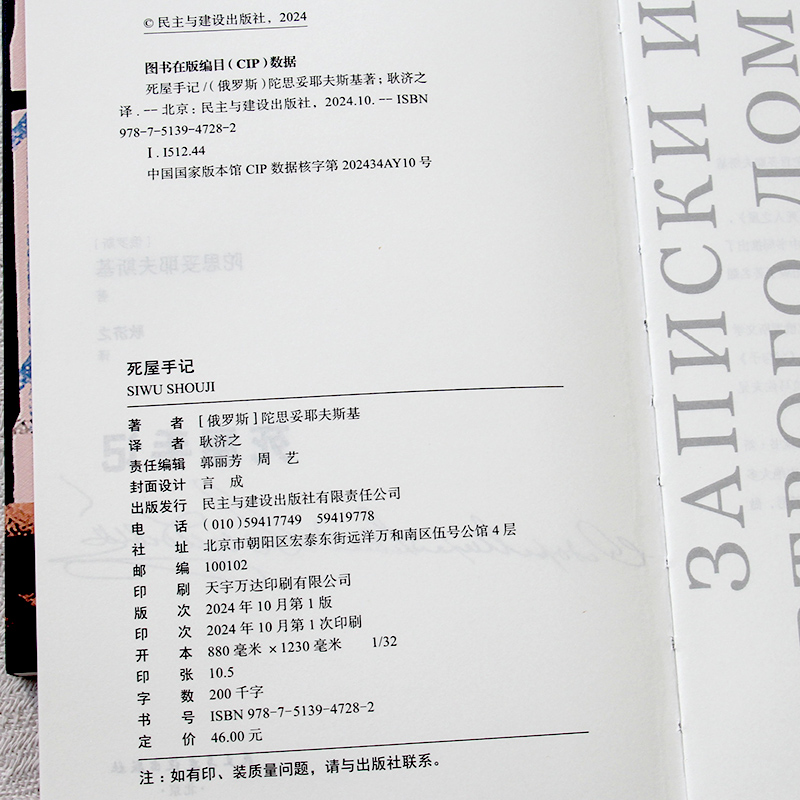 © 民主与建设出版社，2024
图书在版编目（CIP）数据
死屋手记/（俄罗斯）陀思妥耶夫斯基著；耿济之
译. -- 北京：民主与建设出版社，2024.10. -- ISBN
978-7-5139-4728-2
Ⅰ. I512.44
中国国家版本馆 CIP 数据核字第 202434AY10 号
死屋手记
SIWU SHOUJI
著 者 ［俄罗斯］陀思妥耶夫斯基
译 者 耿济之
责任编辑 郭丽芳 周 艺
封面设计 言 成
出版发行 民主与建设出版社有限责任公司
电 话 （010）59417749 59419778
社 址 北京市朝阳区宏泰东街远洋万和南区伍号公馆 4 层
邮 编 100102
印 刷 天宇万达印刷有限公司
版 次 2024 年 10 月第 1 版
印 次 2024 年 10 月第 1 次印刷
开 本 880 毫米 × 1230 毫米 1/32
印 张 10.5
字 数 200 千字
书 号 ISBN 978-7-5139-4728-2
定 价 46.00 元
注：如有印、装质量问题，请与出版社联系。
ЗАПИСКИ И
ТВОГО ДОМ